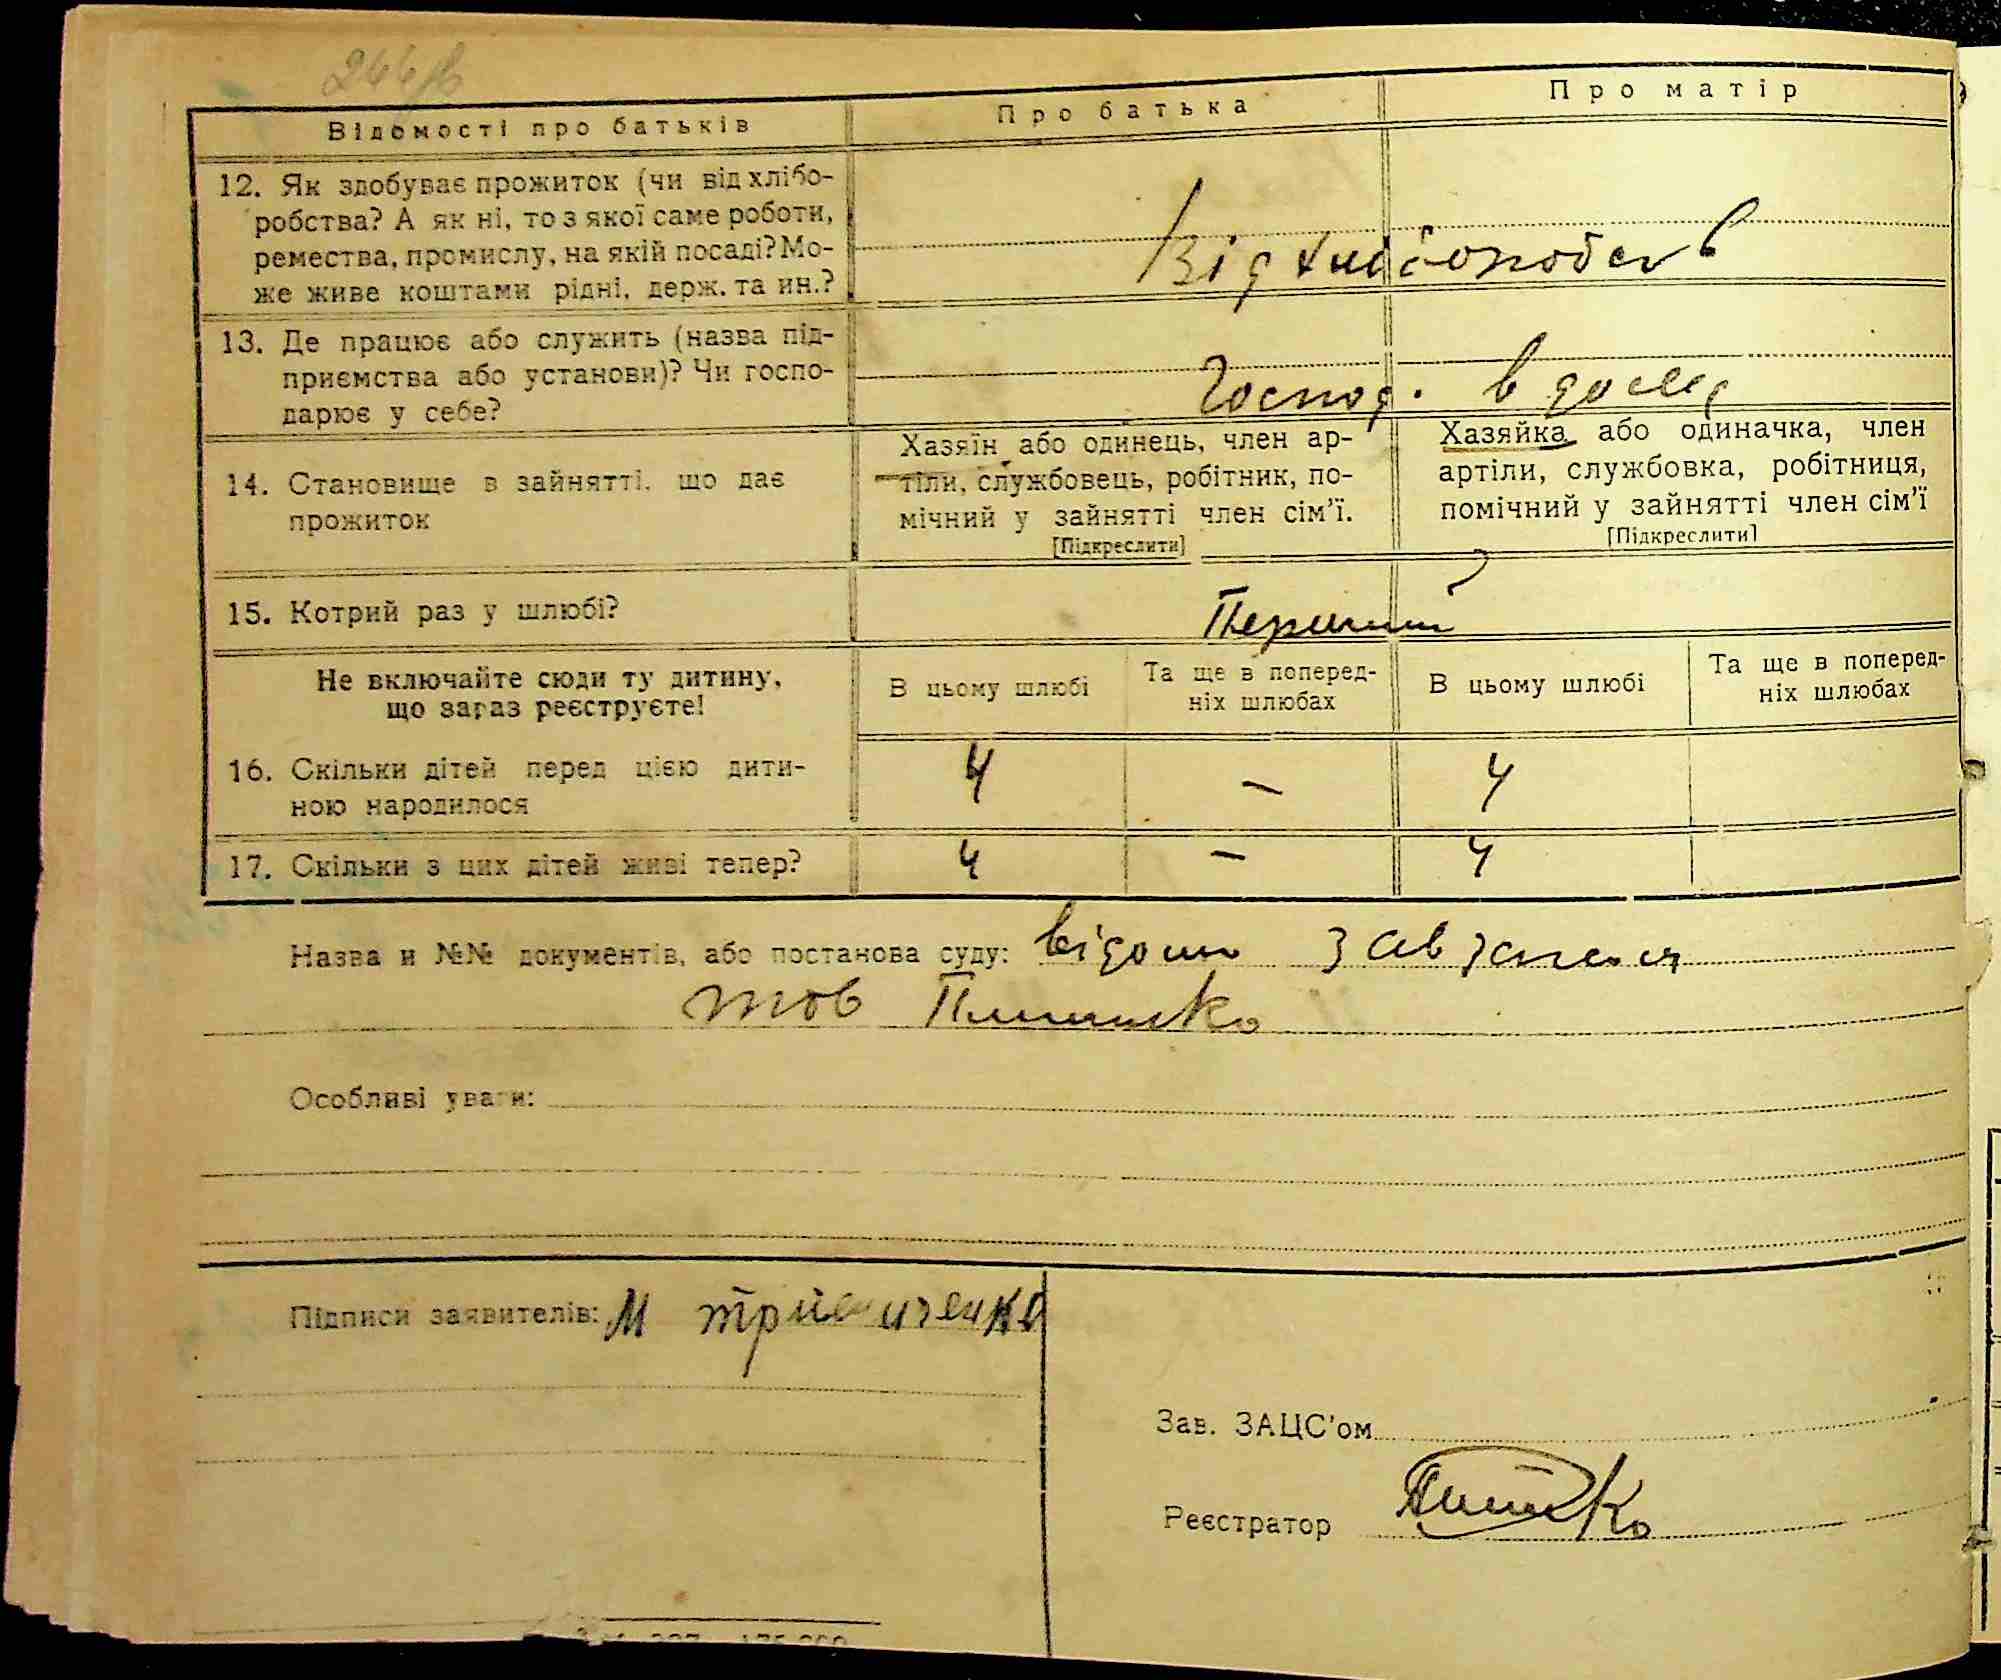 244зв
Відомості про батьків
Про батька
Про матір
12. Як здобуває прожиток (чи від хлібо-
робства? А як ні, то з якої саме роботи,
ремества, промислу, на якій посаді? Мо-
же живе коштами рідні, держ. та ин.?
Від хліборобств
13. Де працює або служить (назва під-
приємства або установи)? Чи госпо-
дарює у себе?
Господ. в дома
14. Становище в зайнятті, що дає
прожиток
Хазяїн або одинець, член ар-
тіли, службовець, робітник, по-
мічний у зайнятті член сім'ї.
[Підкреслити]
Хазяйка або одиначка, член
артіли, службовка, робітниця,
помічний у зайнятті член сім'ї
[Підкреслити]
15. Котрий раз у шлюбі?
Перший
Не включайте сюди ту дитину,
що зараз реєструєте!
В цьому шлюбі
Та ще в поперед-
ніх шлюбах
В цьому шлюбі
Та ще в поперед-
ніх шлюбах
16. Скільки дітей перед цією дити-
ною народилося
4 – 4
17. Скільки з цих дітей живі тепер?
4 – 4
Назва и №№ документів, або постанова суду: відомо
тов
Особливі уваги:
Підписи заявителів: М
Зав. ЗАЦС'ом
Реєстратор